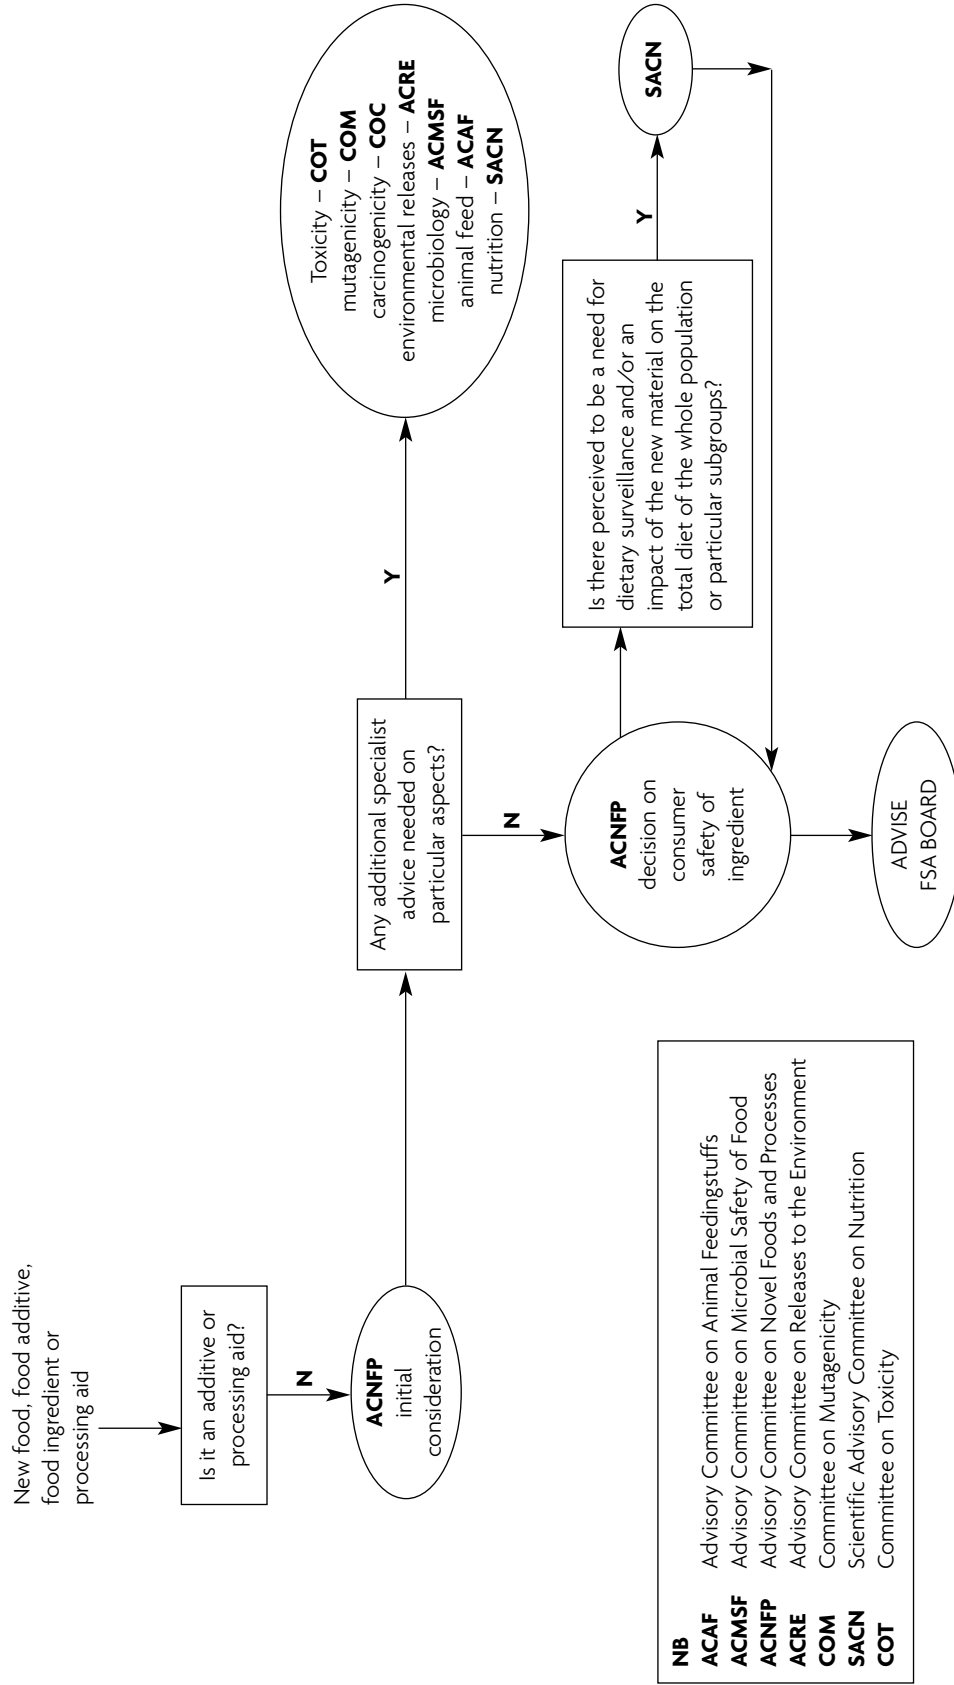 New food, food additive,
food ingredient or
processing aid
Is it an additive or
processing aid?
N
ACNFP
initial
consideration
Any additional specialist
advice needed on
particular aspects?
Y
Toxicity – COT
mutagenicity – COM
carcinogenicity – COC
environmental releases – ACRE
microbiology – ACMSF
animal feed – ACAF
nutrition – SACN
N
ACNFP
decision on
consumer
safety of
ingredient
Is there perceived to be a need for
dietary surveillance and/or an
impact of the new material on the
total diet of the whole population
or particular subgroups?
Y
SACN
ADVISE
FSA BOARD
NB
ACAF Advisory Committee on Animal Feedingstuffs
ACMSF Advisory Committee on Microbial Safety of Food
ACNFP Advisory Committee on Novel Foods and Processes
ACRE Advisory Committee on Releases to the Environment
COM Committee on Mutagenicity
SACN Scientific Advisory Committee on Nutrition
COT Committee on Toxicity